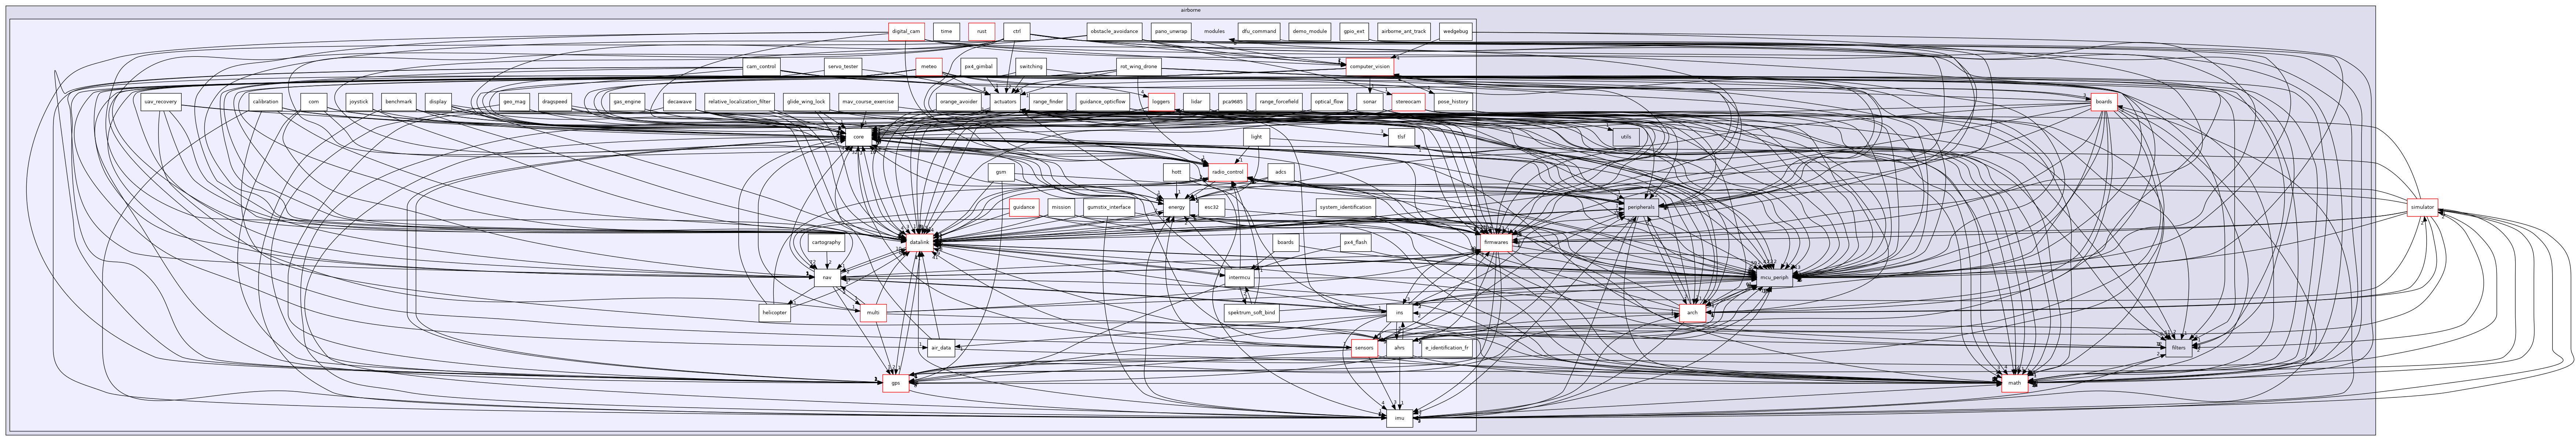 airborne
digital_cam time rust ctrl obstacle_avoidance pano_unwrap modules dfu_command demo_module gpio_ext airborne_ant_track wedgebug
cam_control servo_tester meteo px4_gimbal switching rot_wing_drone computer_vision
uav_recovery calibration com joystick benchmark display geo_mag dragspeed gas_engine decawave relative_localization_filter glide_wing_lock mav_course_exercise orange_avoider actuators range_finder guidance_opticflow loggers lidar pca9685 range_forcefield optical_flow sonar stereocam pose_history boards
core light tluf utils
gsm hott radio_control adcs
guidance mission gumstix_interface energy esc32 system_identification peripherals simulator
cartography datalink boards px4_flash firmwares
nav intermcu mcu_periph
helicopter multi spektrum_soft_bind ins arch
air_data sensors ahrs e_identification_fr filters
gps math
imu